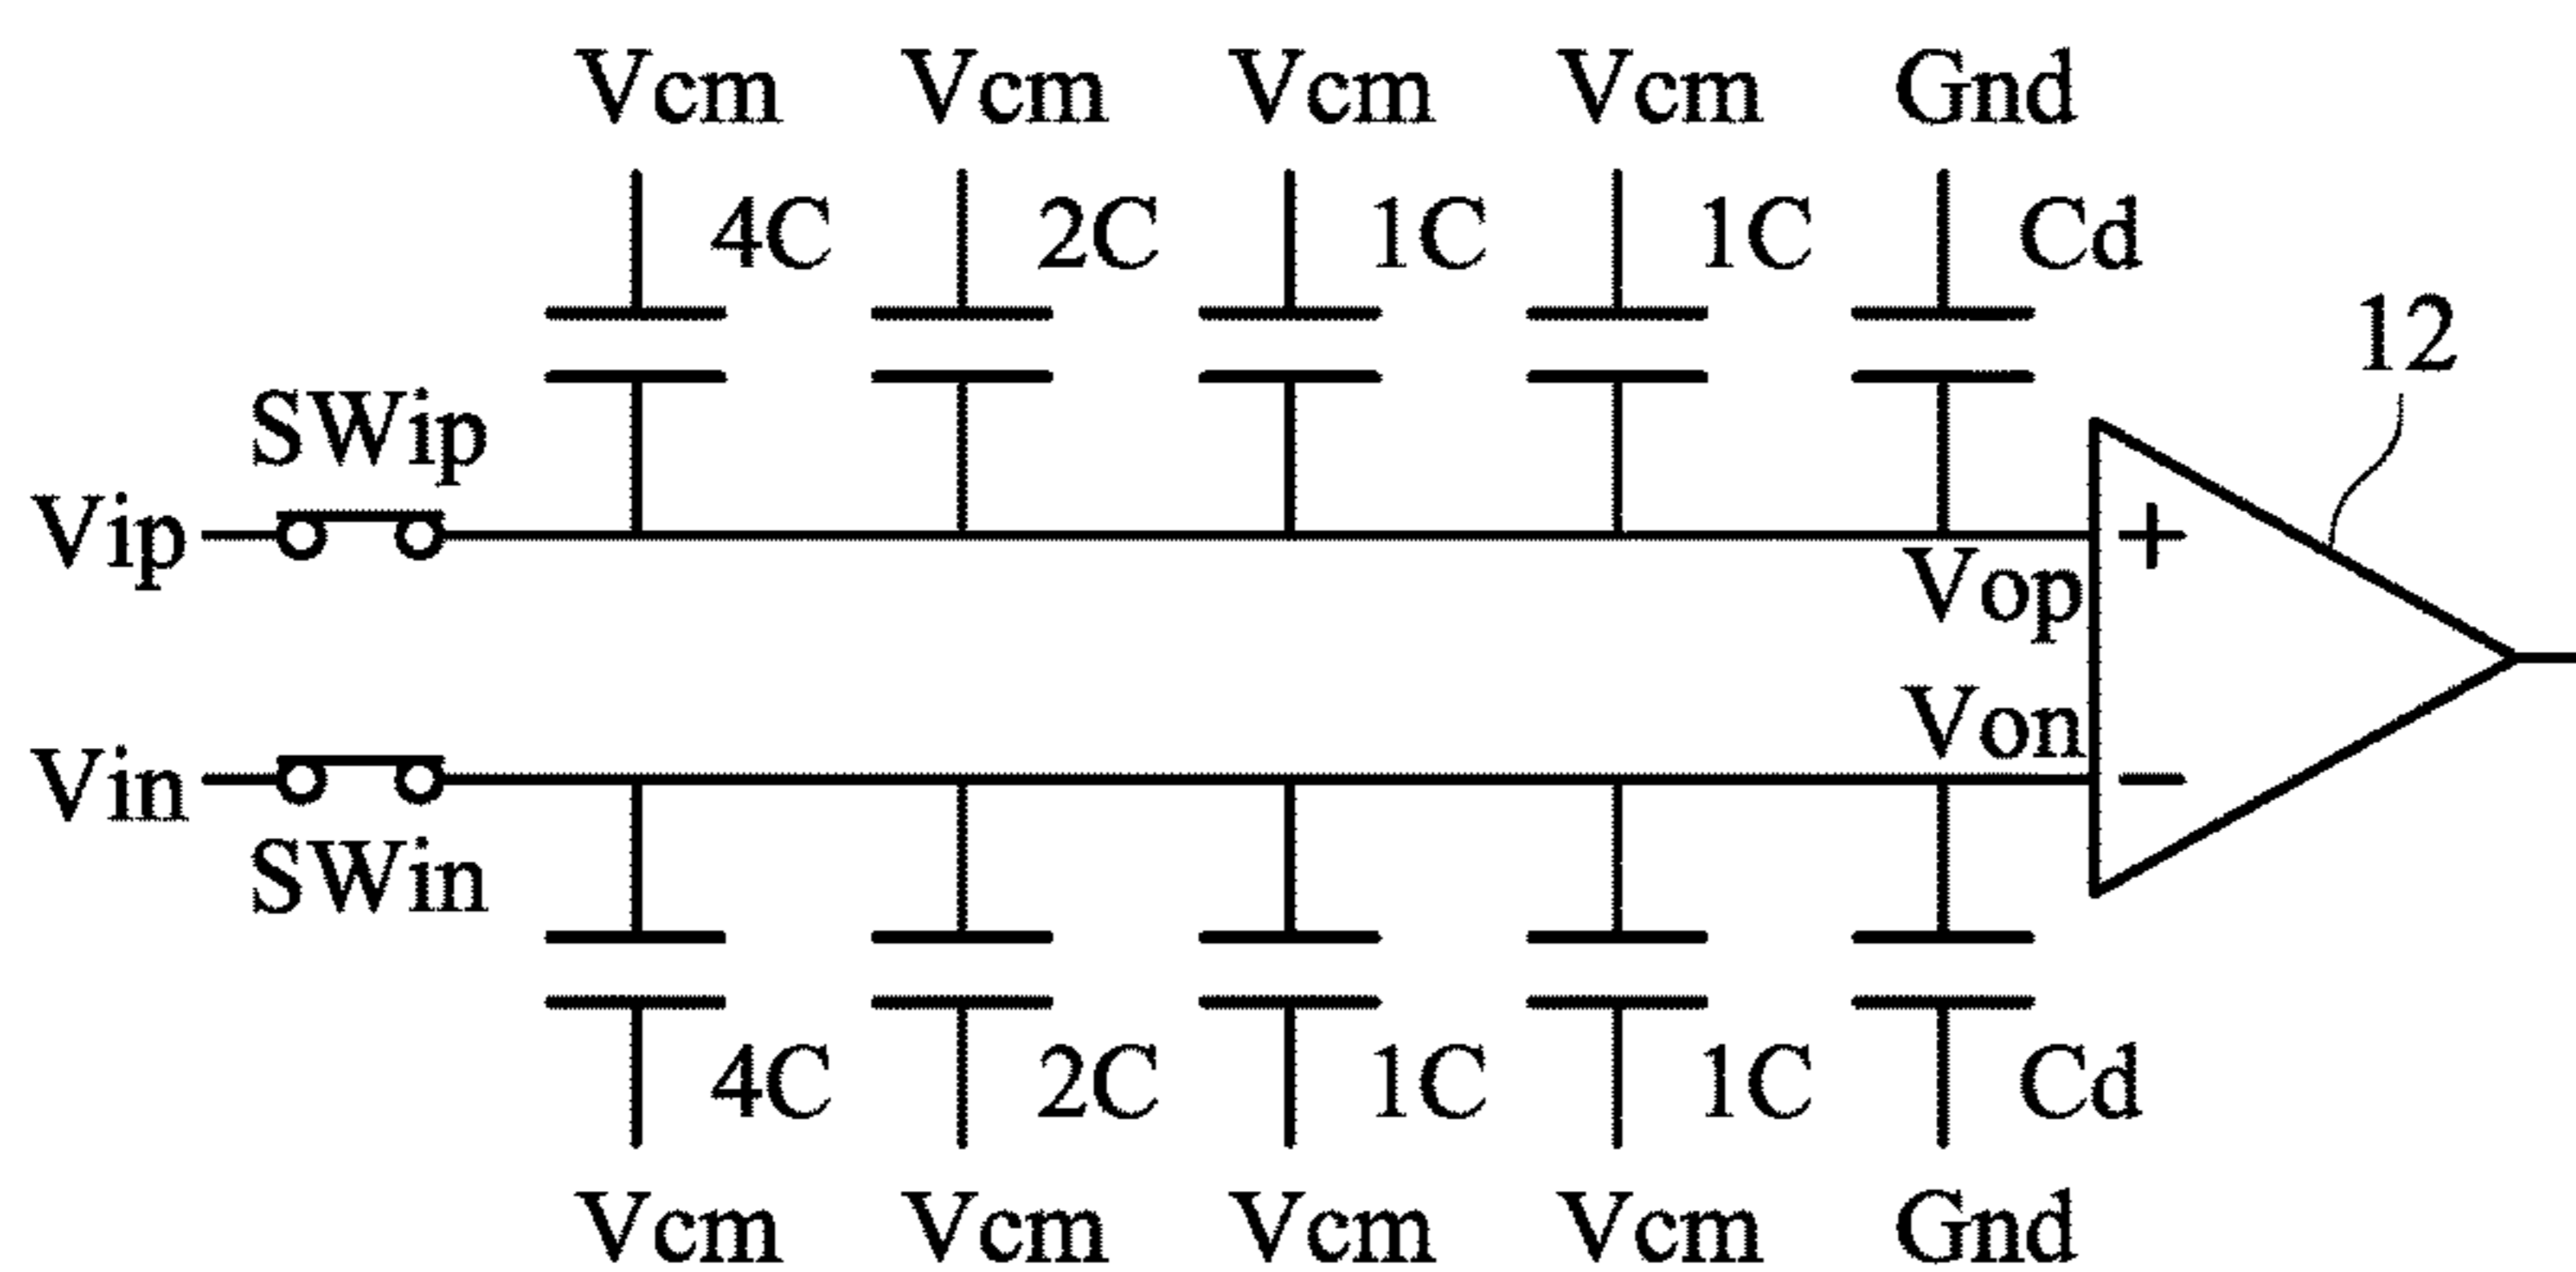 Vcm Vcm Vcm Vcm Gnd
4C 2C 1C 1C Cd
12
SWip
Vip
+
Vop
Von
Vin
−
SWin
4C 2C 1C 1C Cd
Vcm Vcm Vcm Vcm Gnd